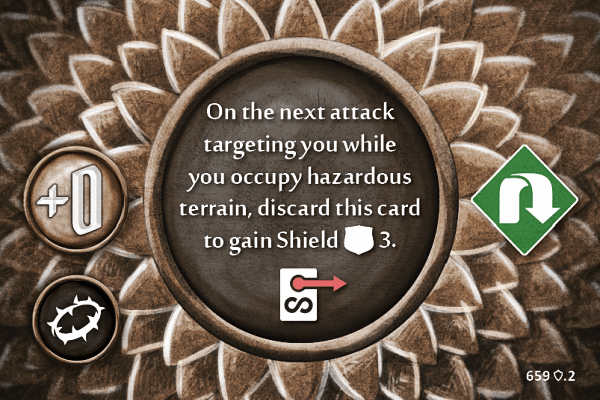 On the next attack
targeting you while
you occupy hazardous
terrain, discard this card
to gain Shield 3.
+0
659 .2